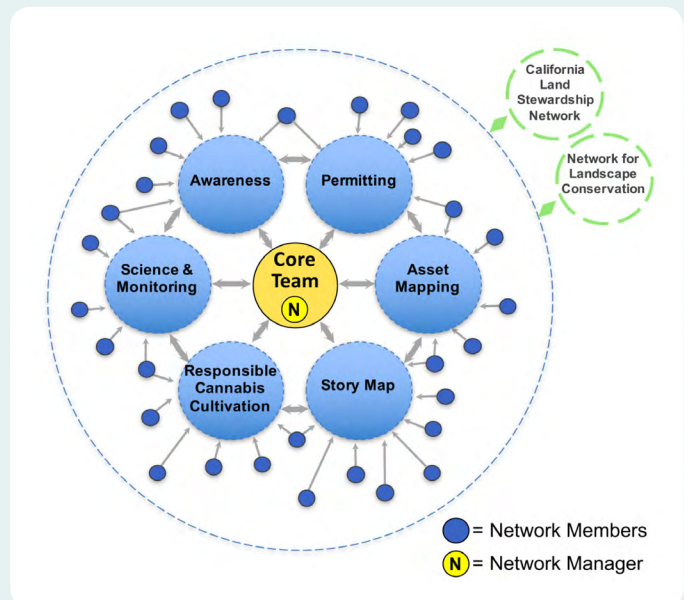 California
Land
Stewardship
Network
Network for
Landscape
Conservation
Awareness
Permitting
Core
Team
N
Science &
Monitoring
Asset
Mapping
Responsible
Cannabis
Cultivation
Story Map
= Network Members
N = Network Manager